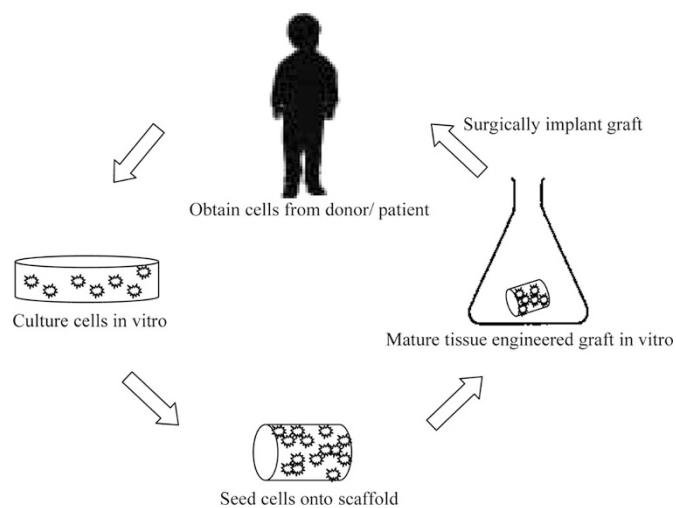 Surgically implant graft
Obtain cells from donor/ patient
Culture cells in vitro
Mature tissue engineered graft in vitro
Seed cells onto scaffold